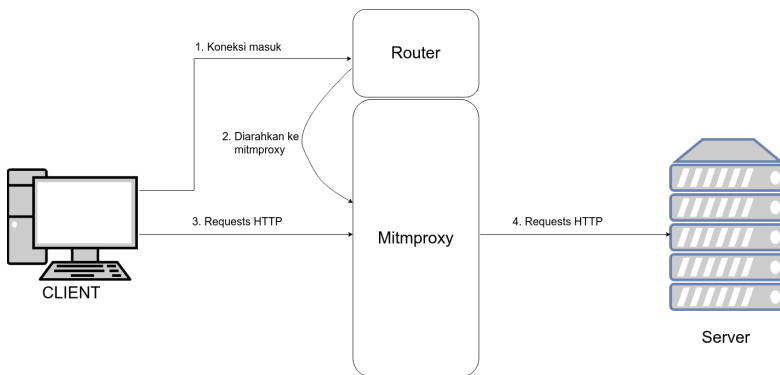 1. Koneksi masuk
Router
2. Diarahkan ke
mitmproxy
3. Requests HTTP
Mitmproxy
4. Requests HTTP
CLIENT
Server